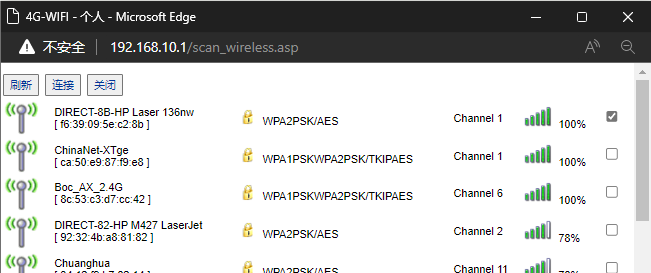 4G-WIFI - 个人 - Microsoft Edge
不安全 192.168.10.1/scan_wireless.asp
刷新 连接 关闭
DIRECT-8B-HP Laser 136nw
[ f6:39:09:5e:c2:8b ] WPA2PSK/AES Channel 1 100%
ChinaNet-XTge
[ ca:50:e9:87:f9:e8 ] WPA1PSKWPA2PSK/TKIPAES Channel 1 100%
Boc_AX_2.4G
[ 8c:53:c3:d7:cc:42 ] WPA1PSKWPA2PSK/TKIPAES Channel 6 100%
DIRECT-82-HP M427 LaserJet
[ 92:32:4b:a8:81:82 ] WPA2PSK/AES Channel 2 78%
Chuanghua
Channel 11